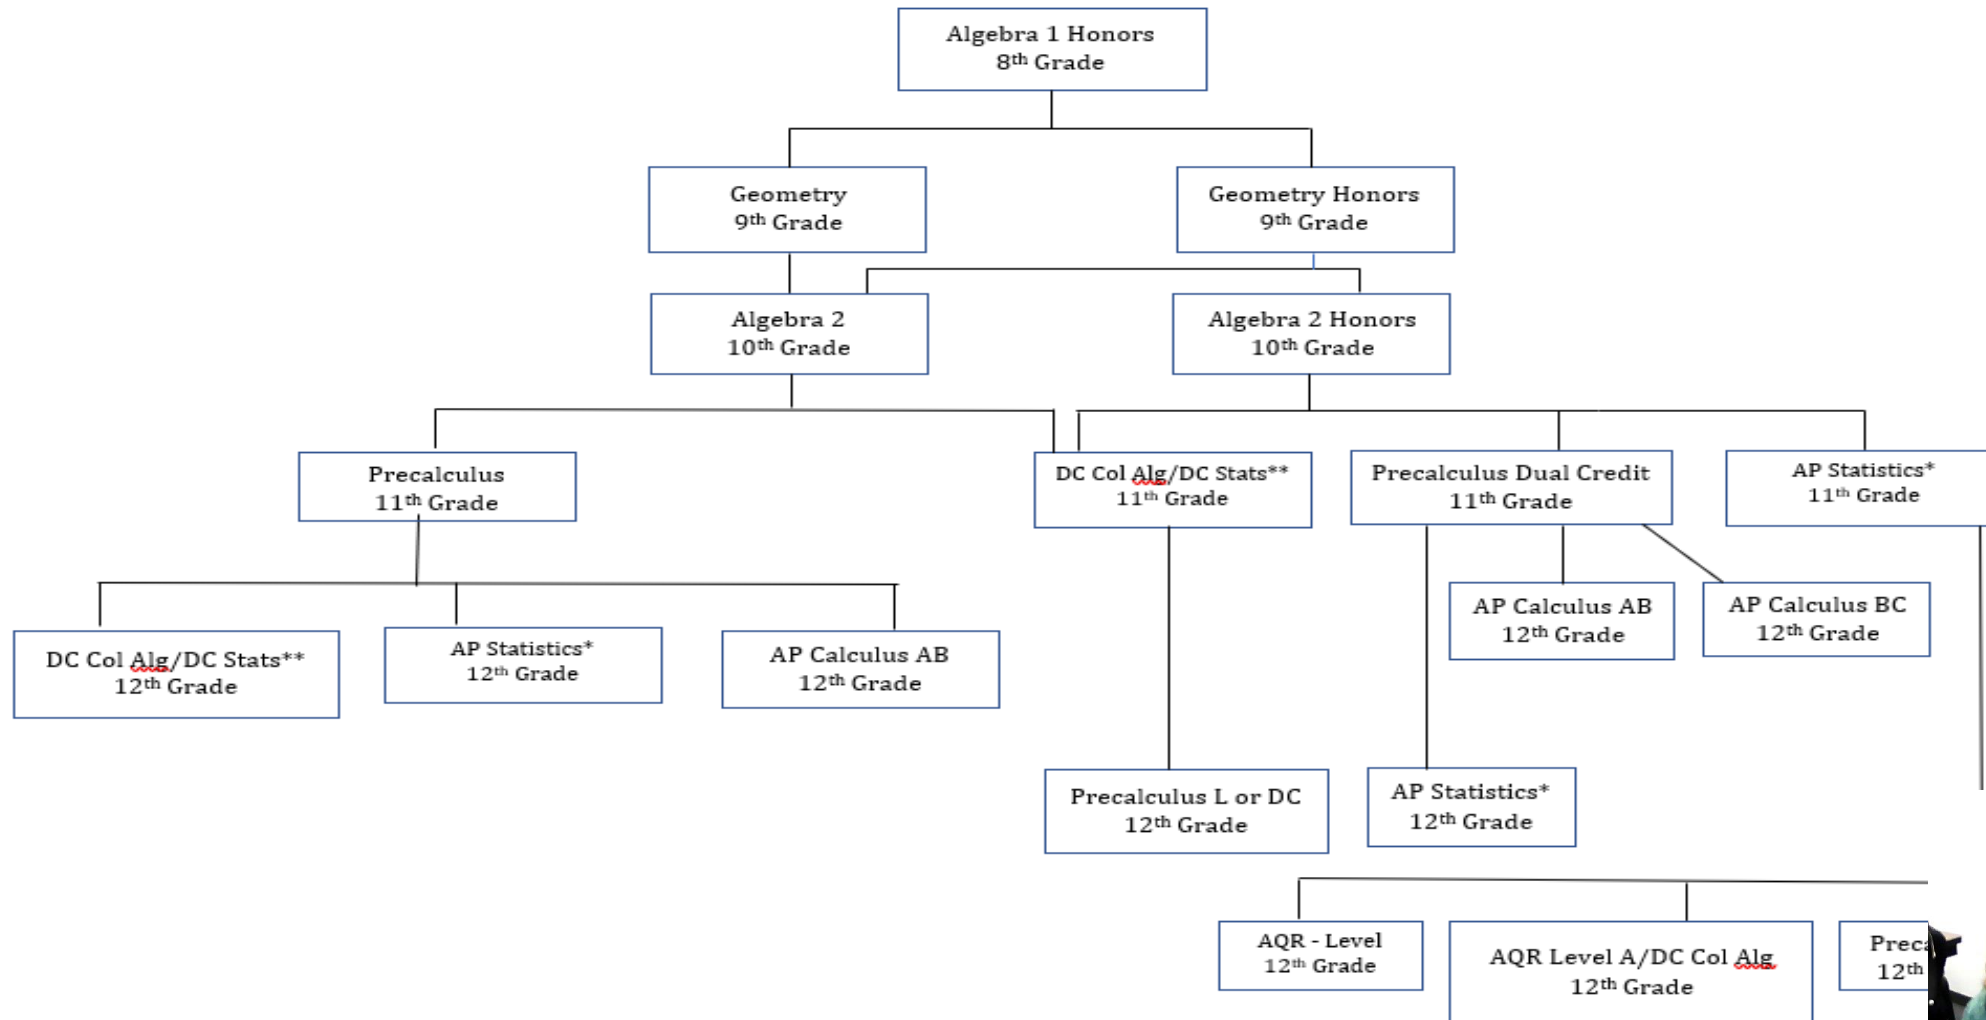 Algebra 1 Honors
8th Grade
Geometry
9th Grade
Geometry Honors
9th Grade
Algebra 2
10th Grade
Algebra 2 Honors
10th Grade
Precalculus
11th Grade
DC Col Alg/DC Stats**
11th Grade
Precalculus Dual Credit
11th Grade
AP Statistics*
11th Grade
DC Col Alg/DC Stats**
12th Grade
AP Statistics*
12th Grade
AP Calculus AB
12th Grade
AP Calculus AB
12th Grade
AP Calculus BC
12th Grade
Precalculus L or DC
12th Grade
AP Statistics*
12th Grade
AQR - Level
12th Grade
AQR Level A/DC Col Alg
12th Grade
12th